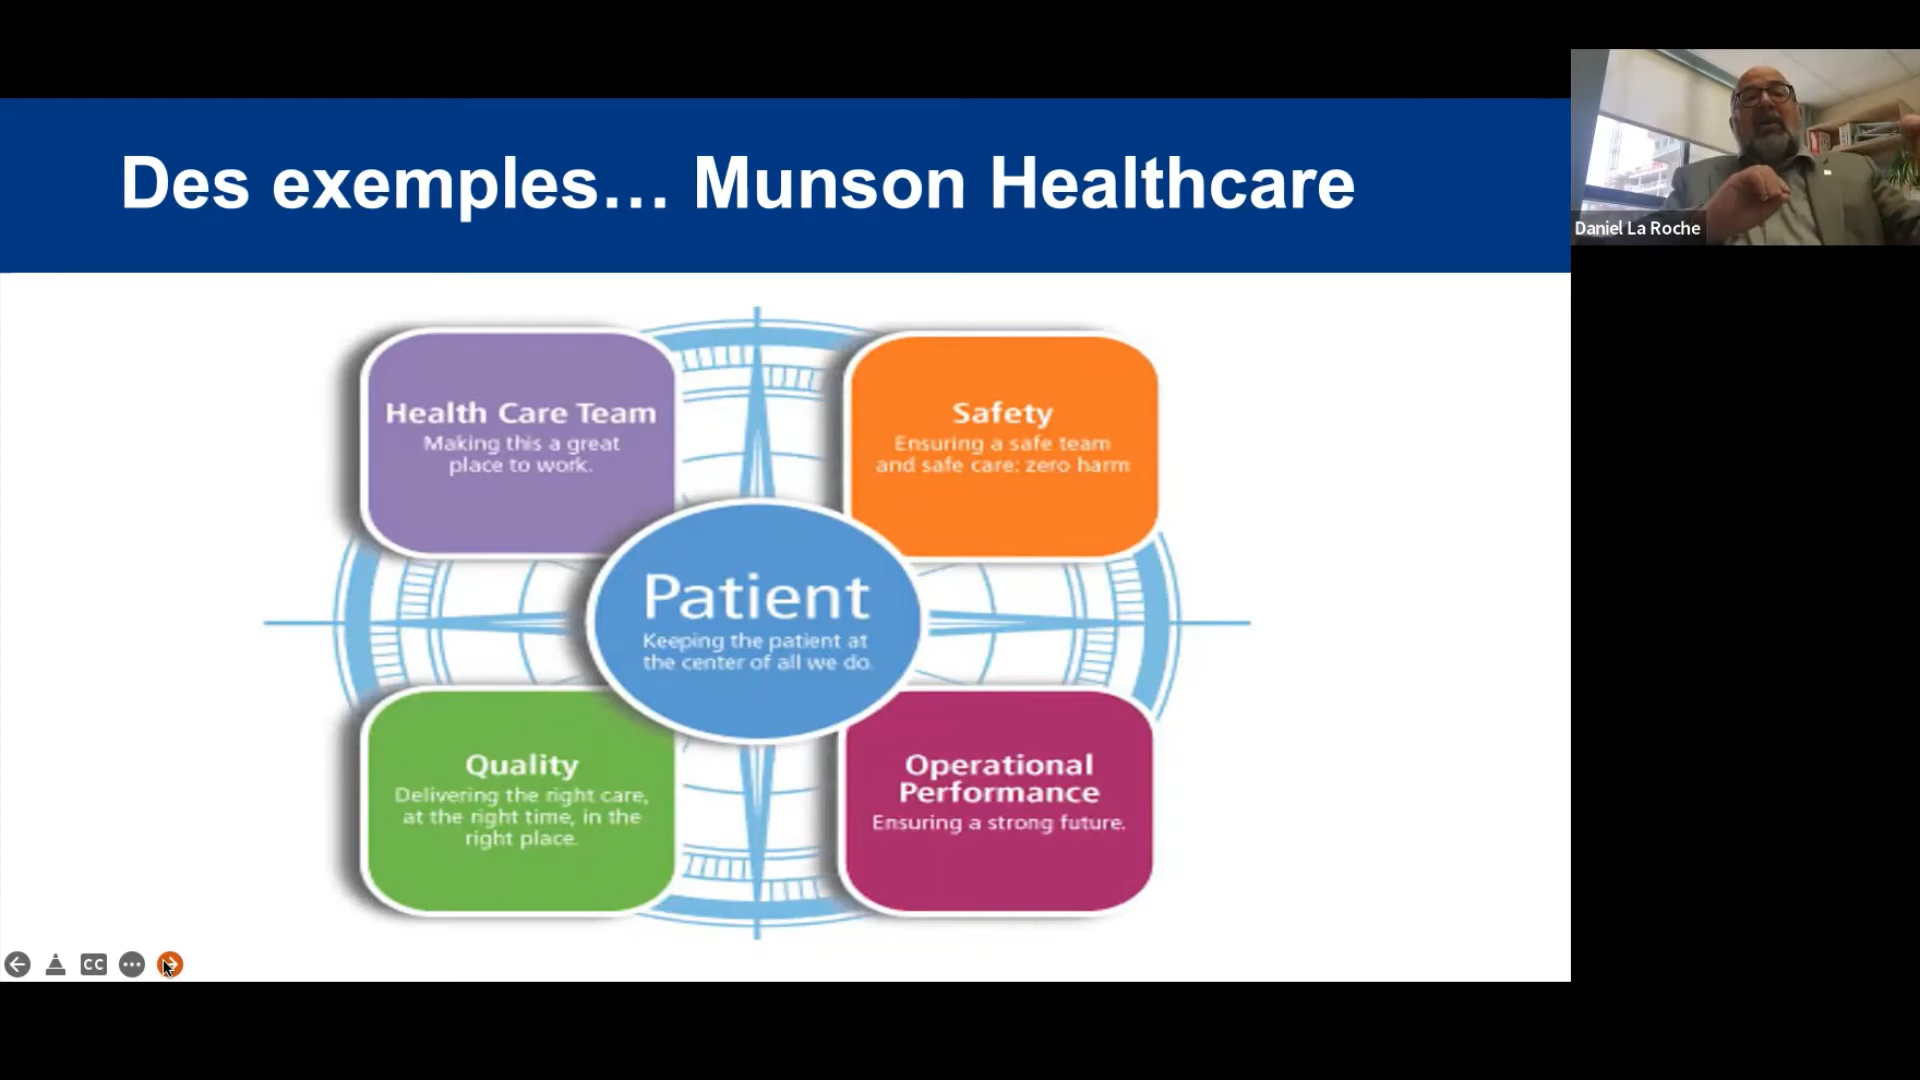 Des exemples… Munson Healthcare
Daniel La Roche
Health Care Team
Making this a great
place to work.
Safety
Ensuring a safe team
and safe care: zero harm
Patient
Keeping the patient at
the center of all we do.
Quality
Delivering the right care,
at the right time, in the
right place.
Operational
Performance
Ensuring a strong future.
CC